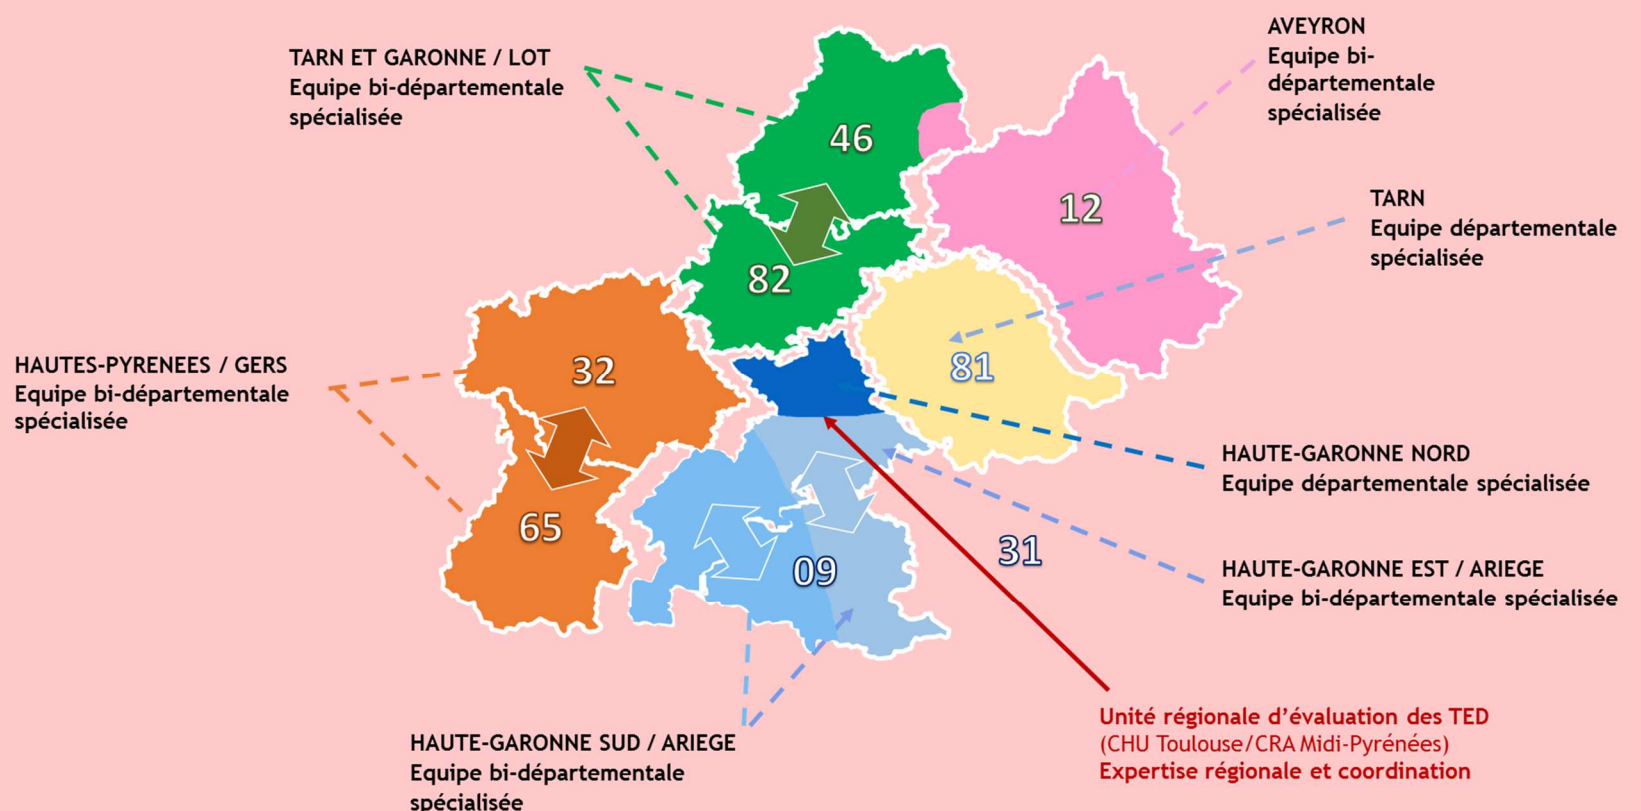 TARN ET GARONNE / LOT
Equipe bi-départementale
spécialisée
AVEYRON
Equipe bi-
départementale
spécialisée
46
12
TARN
Equipe départementale
spécialisée
82
HAUTES-PYRENEES / GERS
Equipe bi-départementale
spécialisée
32
81
HAUTE-GARONNE NORD
Equipe départementale spécialisée
65
09
31
HAUTE-GARONNE EST / ARIEGE
Equipe bi-départementale spécialisée
HAUTE-GARONNE SUD / ARIEGE
Equipe bi-départementale
spécialisée
Unité régionale d’évaluation des TED
(CHU Toulouse/CRA Midi-Pyrénées)
Expertise régionale et coordination